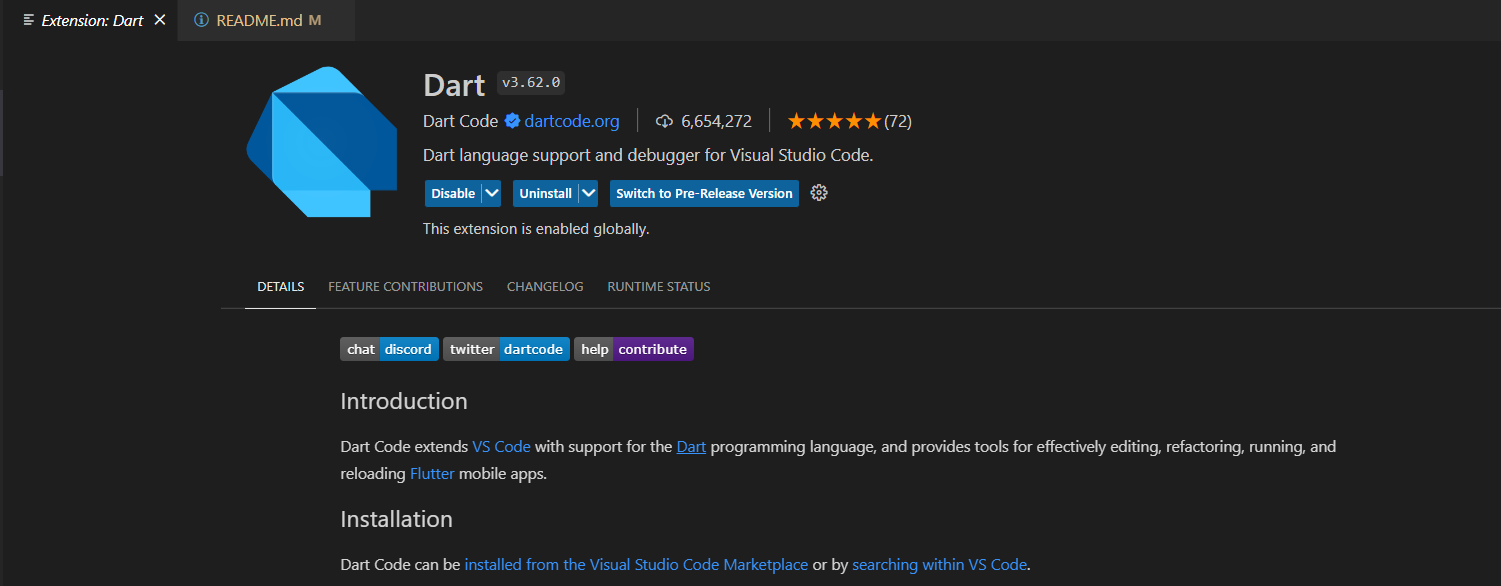 Extension: Dart README.md M
Dart v3.62.0
Dart Code dartcode.org 6,654,272 (72)
Dart language support and debugger for Visual Studio Code.
Disable Uninstall Switch to Pre-Release Version
This extension is enabled globally.
DETAILS FEATURE CONTRIBUTIONS CHANGELOG RUNTIME STATUS
chat discord twitter dartcode help contribute
Introduction
Dart Code extends VS Code with support for the Dart programming language, and provides tools for effectively editing, refactoring, running, and
reloading Flutter mobile apps.
Installation
Dart Code can be installed from the Visual Studio Code Marketplace or by searching within VS Code.